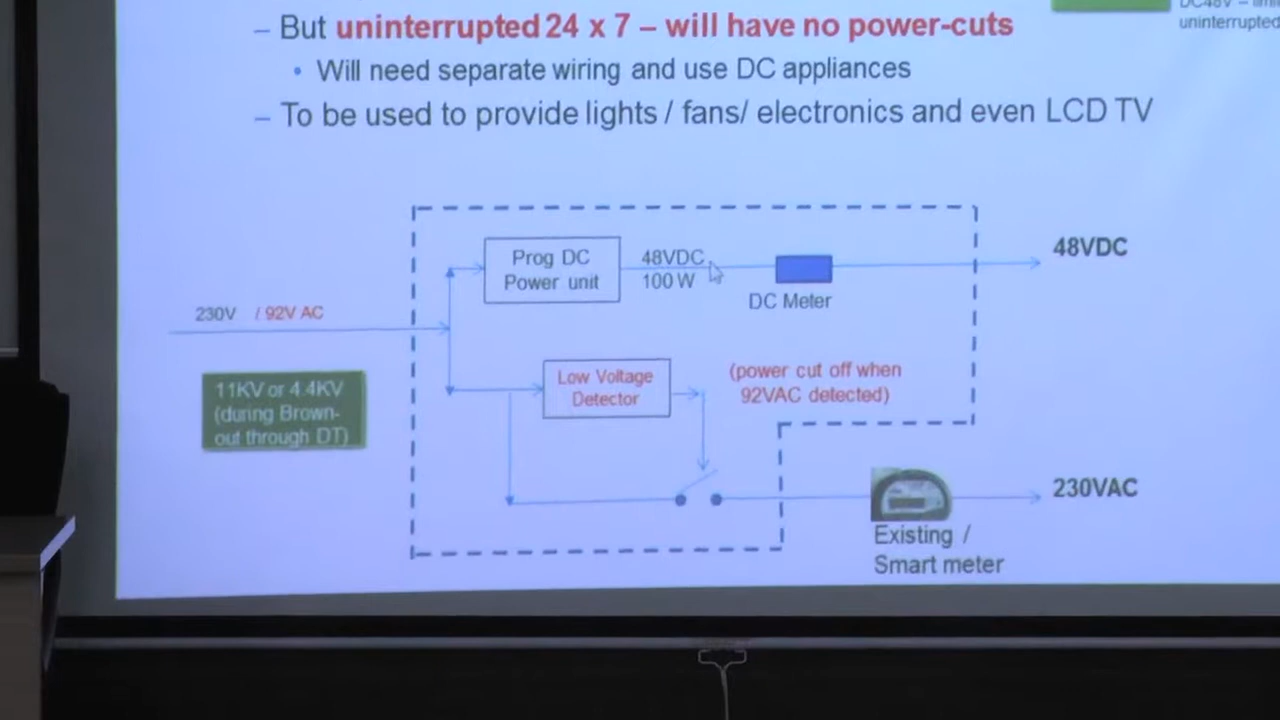 – But uninterrupted 24 x 7 – will have no power-cuts
uninterrupted
• Will need separate wiring and use DC appliances
– To be used to provide lights / fans/ electronics and even LCD TV
Prog DC
Power unit
48VDC
100 W
DC Meter
48VDC
230V / 92V AC
11KV or 4.4KV
(during Brown-
out through DT)
Low Voltage
Detector
(power cut off when
92VAC detected)
230VAC
Existing /
Smart meter